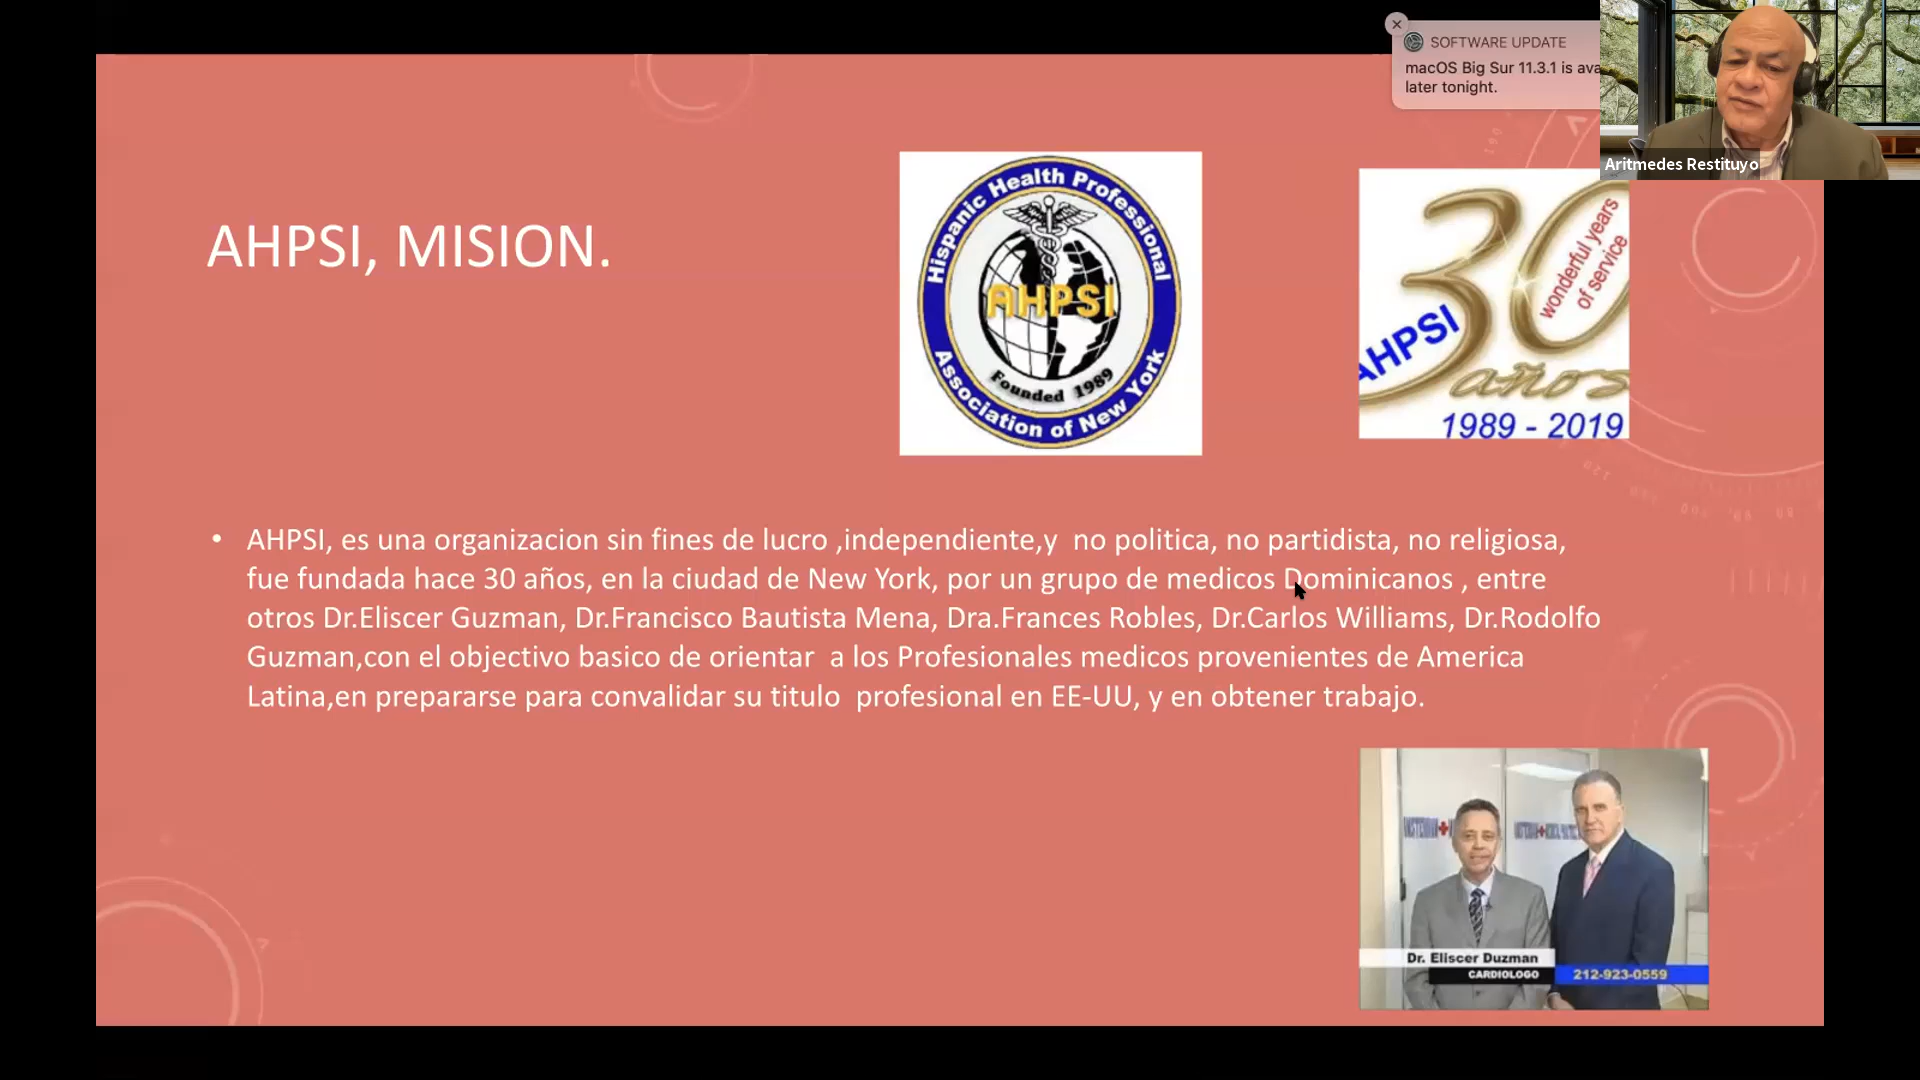 SOFTWARE UPDATE
macOS Big Sur 11.3.1 is ava
later tonight.
Aritmedes Restituyo
AHPSI, MISION.
Hispanic Health Professional
AHPSI
Founded 1989
Association of New York
30
wonderful years
of service
AHPSI
años
1989 - 2019
• AHPSI, es una organizacion sin fines de lucro ,independiente,y  no politica, no partidista, no religiosa,
fue fundada hace 30 años, en la ciudad de New York, por un grupo de medicos Dominicanos , entre
otros Dr.Eliscer Guzman, Dr.Francisco Bautista Mena, Dra.Frances Robles, Dr.Carlos Williams, Dr.Rodolfo
Guzman,con el objectivo basico de orientar  a los Profesionales medicos provenientes de America
Latina,en prepararse para convalidar su titulo  profesional en EE-UU, y en obtener trabajo.
Dr. Eliscer Duzman
CARDIOLOGO
212-923-0559